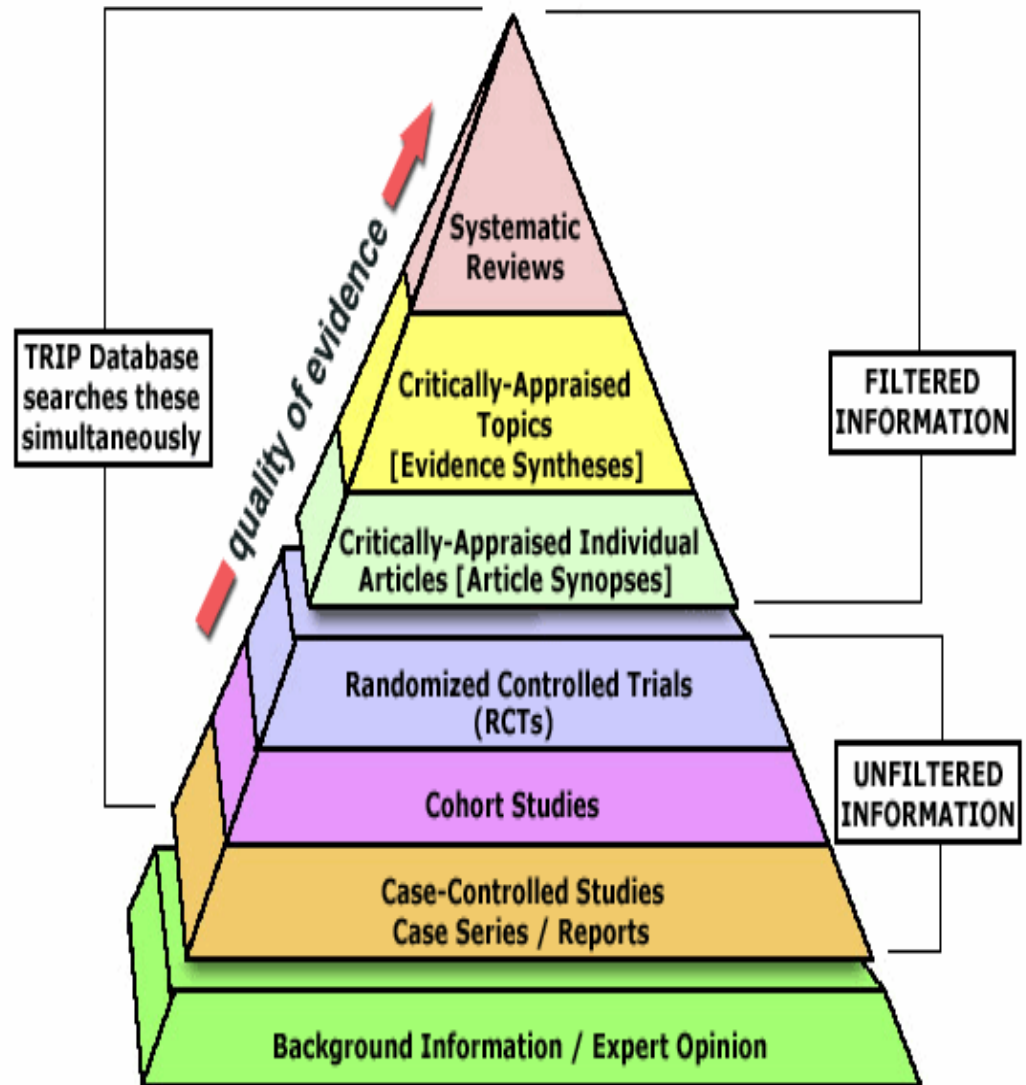 Systematic
Reviews
quality of evidence
TRIP Database
searches these
simultaneously
Critically-Appraised
Topics
[Evidence Syntheses]
FILTERED
INFORMATION
Critically-Appraised Individual
Articles [Article Synopses]
Randomized Controlled Trials
(RCTs)
UNFILTERED
INFORMATION
Cohort Studies
Case-Controlled Studies
Case Series / Reports
Background Information / Expert Opinion